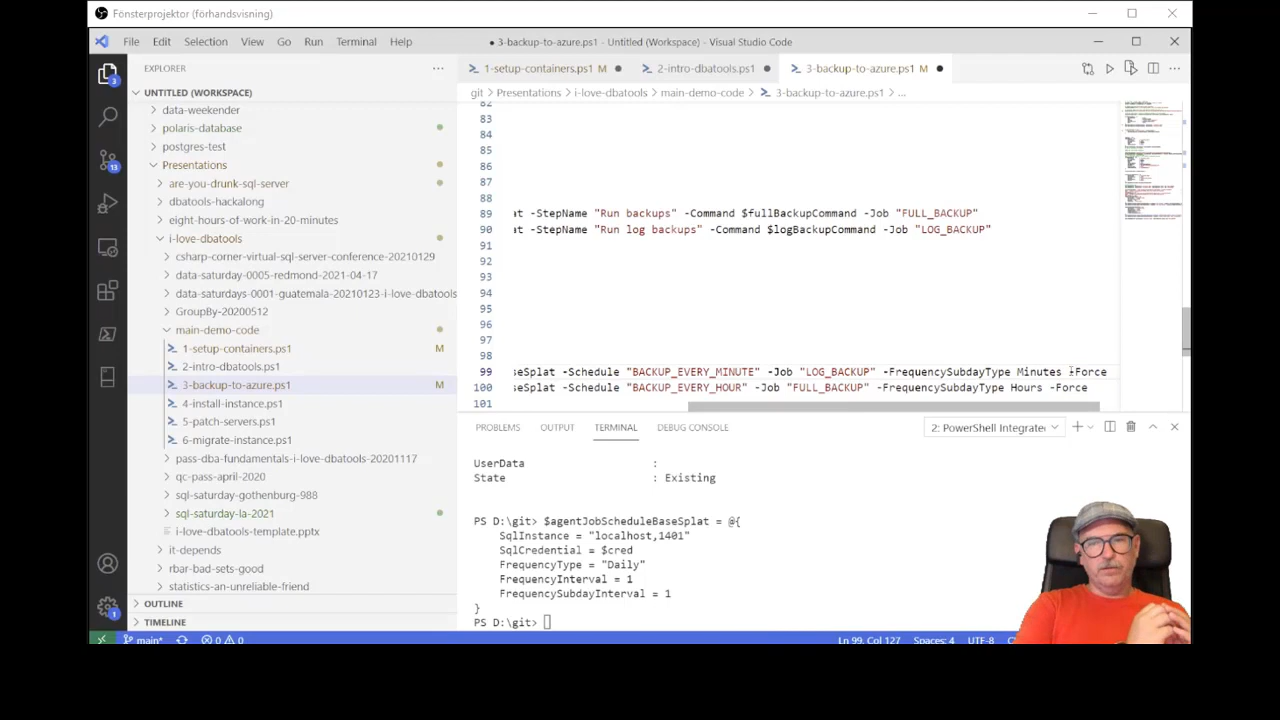 Fönsterprojektor (förhandsvisning)
File Edit Selection View Go Run Terminal Help
● 3-backup-to-azure.ps1 - Untitled (Workspace) - Visual Studio Code
EXPLORER
1-setup-containers.ps1 M ● 2-intro-dbatools.ps1 ● 3-backup-to-azure.ps1 M ●
UNTITLED (WORKSPACE)
git > Presentations > i-love-dbatools > main-demo-code > 3-backup-to-azure.ps1 > ...
data-weekender
polaris-database
postgres-test
Presentations
are-you-drunk-sql-server
dbatools-hackalong
eight-hours-of-work-in-20-minutes
i-love-dbatools
csharp-corner-virtual-sql-server-conference-20210129
data-saturday-0005-redmond-2021-04-17
data-saturdays-0001-guatemala-20210123-i-love-dbatools
GroupBy-20200512
main-demo-code
1-setup-containers.ps1 M
2-intro-dbatools.ps1
3-backup-to-azure.ps1 M
4-install-instance.ps1
5-patch-servers.ps1
6-migrate-instance.ps1
pass-dba-fundamentals-i-love-dbatools-20201117
qc-pass-april-2020
sql-saturday-gothenburg-988
sql-saturday-la-2021
i-love-dbatools-template.pptx
it-depends
rbar-bad-sets-good
statistics-an-unreliable-friend
OUTLINE
TIMELINE
82
83
84
85
86
87
88
89 -StepName "Run backups" -Command $fullBackupCommand -Job "FULL_BACKUP"
90 -StepName "Run log backups" -Command $logBackupCommand -Job "LOG_BACKUP"
91
92
93
94
95
96
97
98
99 seSplat -Schedule "BACKUP_EVERY_MINUTE" -Job "LOG_BACKUP" -FrequencySubdayType Minutes -Force
100 seSplat -Schedule "BACKUP_EVERY_HOUR" -Job "FULL_BACKUP" -FrequencySubdayType Hours -Force
101
PROBLEMS OUTPUT TERMINAL DEBUG CONSOLE
2: PowerShell Integrate
UserData :
State : Existing
PS D:\git> $agentJobScheduleBaseSplat = @{
SqlInstance = "localhost,1401"
SqlCredential = $cred
FrequencyType = "Daily"
FrequencyInterval = 1
FrequencySubdayInterval = 1
}
PS D:\git>
main* 0 0 Ln 99, Col 127 Spaces: 4 UTF-8
3
13
1